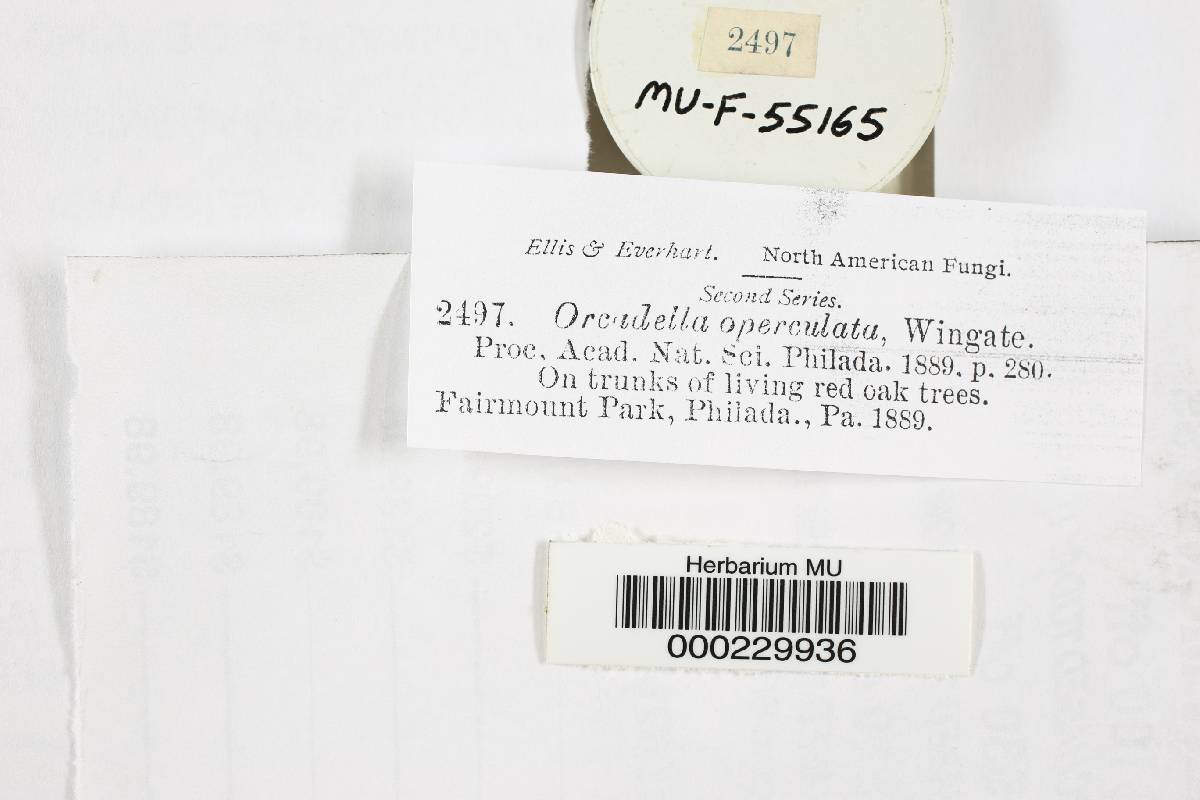 2497
MU-F-55165
Ellis & Everhart. North American Fungi.
Second Series.
2497. Orcadella operculata, Wingate.
Proc. Acad. Nat. Sci. Philada. 1889. p. 280.
On trunks of living red oak trees.
Fairmount Park, Philada., Pa. 1889.
Herbarium MU
000229936